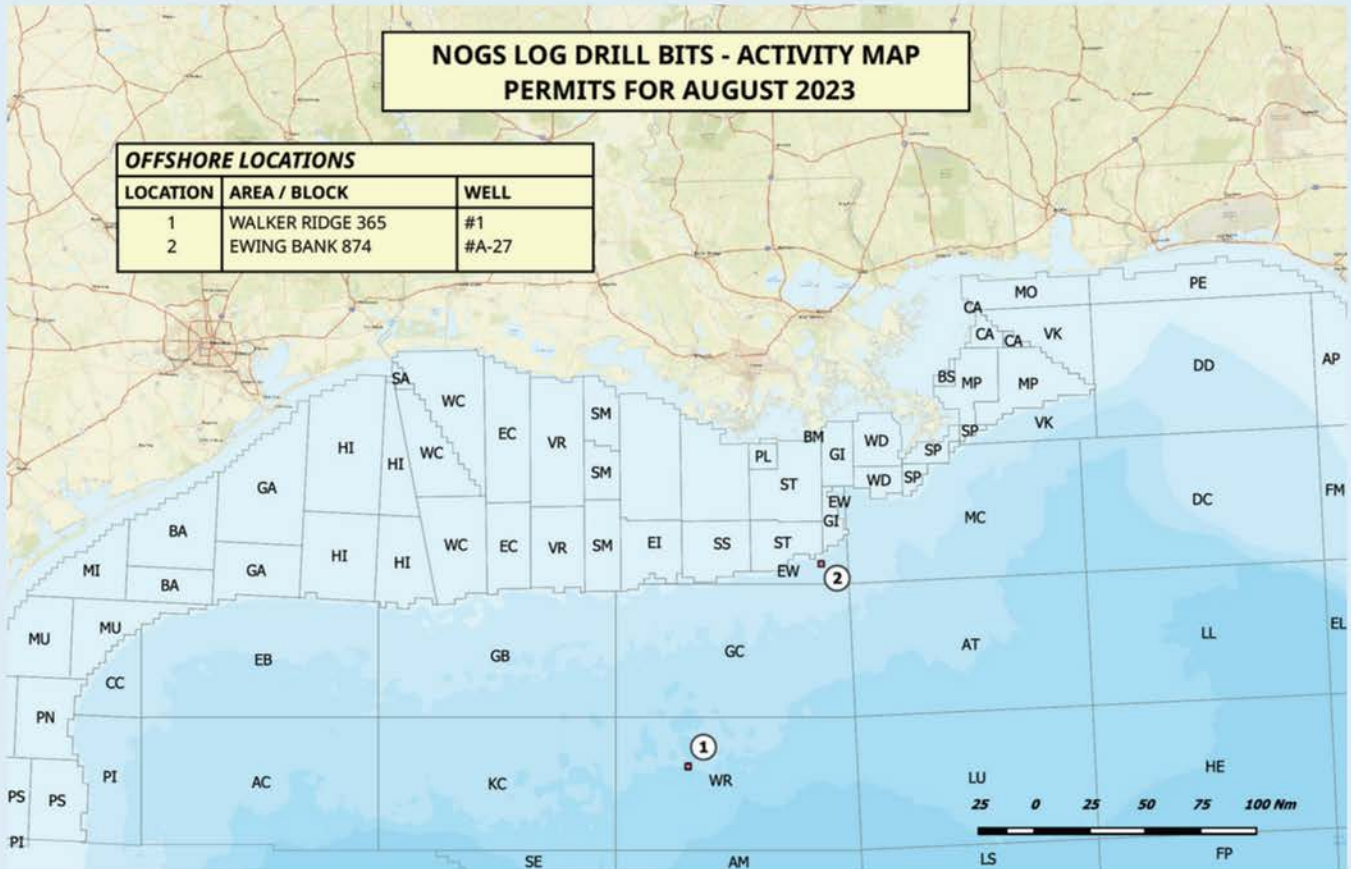 NOGS LOG DRILL BITS - ACTIVITY MAP
PERMITS FOR AUGUST 2023
OFFSHORE LOCATIONS
LOCATION AREA / BLOCK WELL
1 WALKER RIDGE 365 #1
2 EWING BANK 874 #A-27
MO PE
CA
CA CA VK
DD AP
SA BS MP MP
WC SM
EC VR BM GI WD SP VK
HI HI WC SM PL WD SP SP
GA ST EW DC FM
BA GI MC
WC EC VR SM EI SS ST
MI BA GA HI HI EW
2
MU MU EL
EB GB GC AT LL
CC
PN
1
PI AC KC WR LU HE
PS PS
25 0 25 50 75 100 Nm
PI
SE AM LS FP